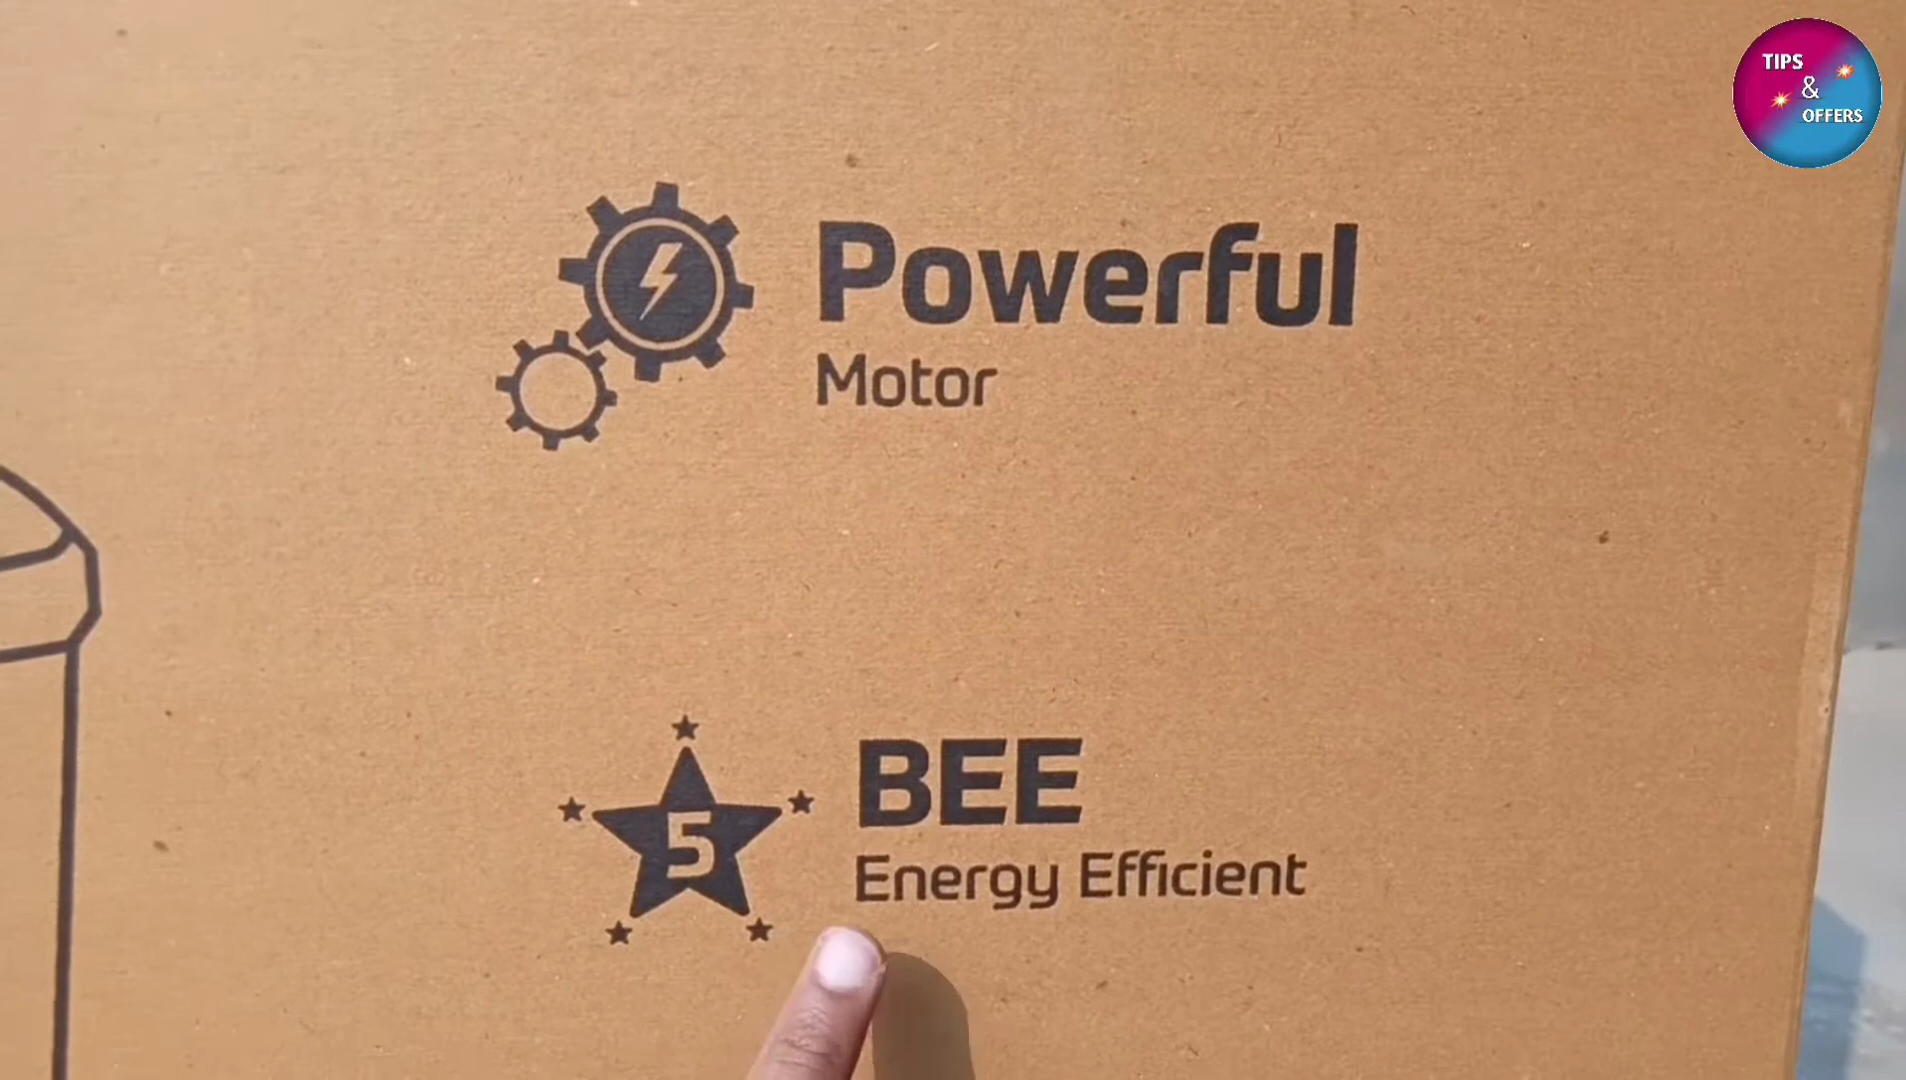 TIPS
&
OFFERS
Powerful
Motor
5
BEE
Energy Efficient